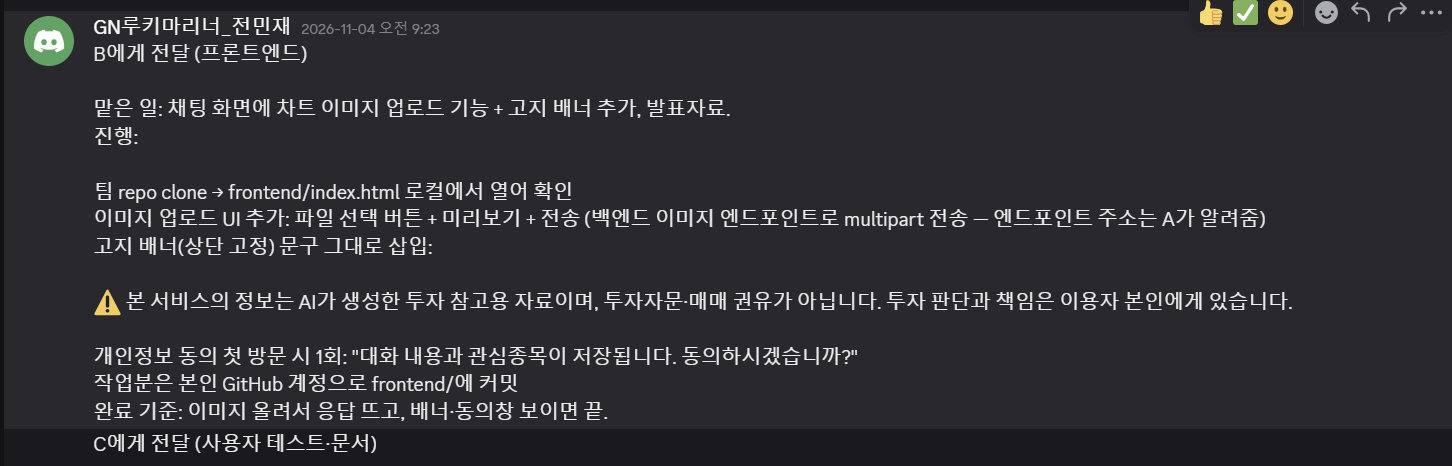 GN루키마리너_전민재 2026-11-04 오전 9:23
B에게 전달 (프론트엔드)
맡은 일: 채팅 화면에 차트 이미지 업로드 기능 + 고지 배너 추가, 발표자료.
진행:
팀 repo clone → frontend/index.html 로컬에서 열어 확인
이미지 업로드 UI 추가: 파일 선택 버튼 + 미리보기 + 전송 (백엔드 이미지 엔드포인트로 multipart 전송 — 엔드포인트 주소는 A가 알려줌)
고지 배너(상단 고정) 문구 그대로 삽입:
⚠️ 본 서비스의 정보는 AI가 생성한 투자 참고용 자료이며, 투자자문·매매 권유가 아닙니다. 투자 판단과 책임은 이용자 본인에게 있습니다.
개인정보 동의 첫 방문 시 1회: "대화 내용과 관심종목이 저장됩니다. 동의하시겠습니까?"
작업분은 본인 GitHub 계정으로 frontend/에 커밋
완료 기준: 이미지 올려서 응답 뜨고, 배너·동의창 보이면 끝.
C에게 전달 (사용자 테스트·문서)